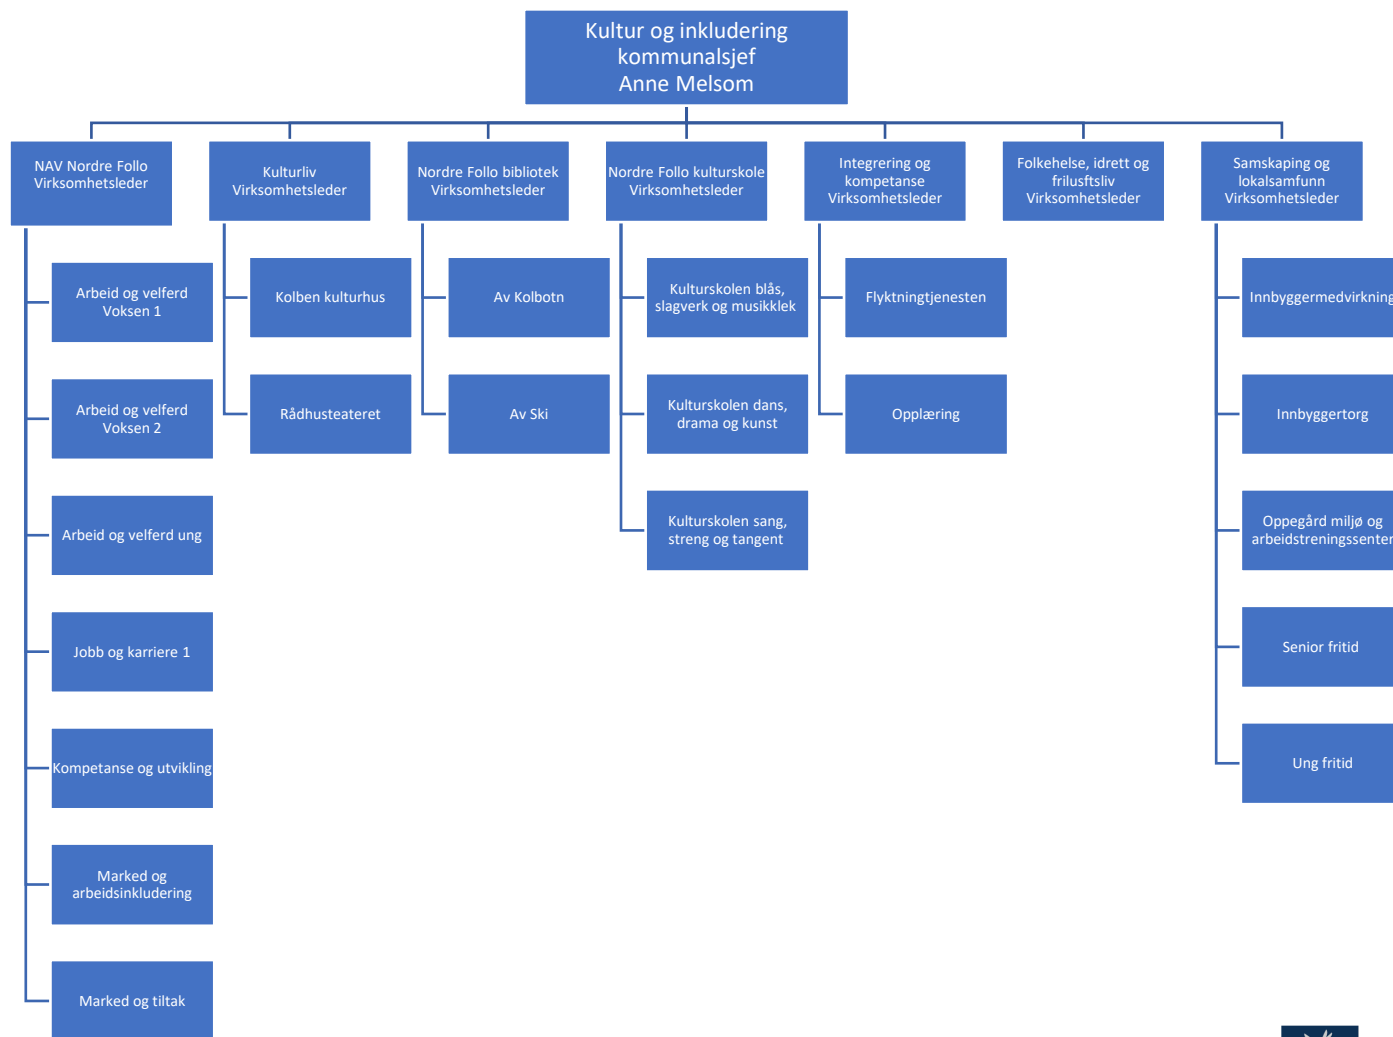 Kultur og inkludering
kommunalsjef
Anne Melsom
NAV Nordre Follo
Virksomhetsleder
Kulturliv
Virksomhetsleder
Nordre Follo bibliotek
Virksomhetsleder
Nordre Follo kulturskole
Virksomhetsleder
Integrering og
kompetanse
Virksomhetsleder
Folkehelse, idrett og
frilusftsliv
Virksomhetsleder
Samskaping og
lokalsamfunn
Virksomhetsleder
Arbeid og velferd
Voksen 1
Arbeid og velferd
Voksen 2
Arbeid og velferd ung
Jobb og karriere 1
Kompetanse og utvikling
Marked og
arbeidsinkludering
Marked og tiltak
Kolben kulturhus
Rådhusteateret
Av Kolbotn
Av Ski
Kulturskolen blås,
slagverk og musikklek
Kulturskolen dans,
drama og kunst
Kulturskolen sang,
streng og tangent
Flyktningtjenesten
Opplæring
Innbyggermedvirkning
Innbyggertorg
Oppegård miljø og
arbeidstreningssenter
Senior fritid
Ung fritid